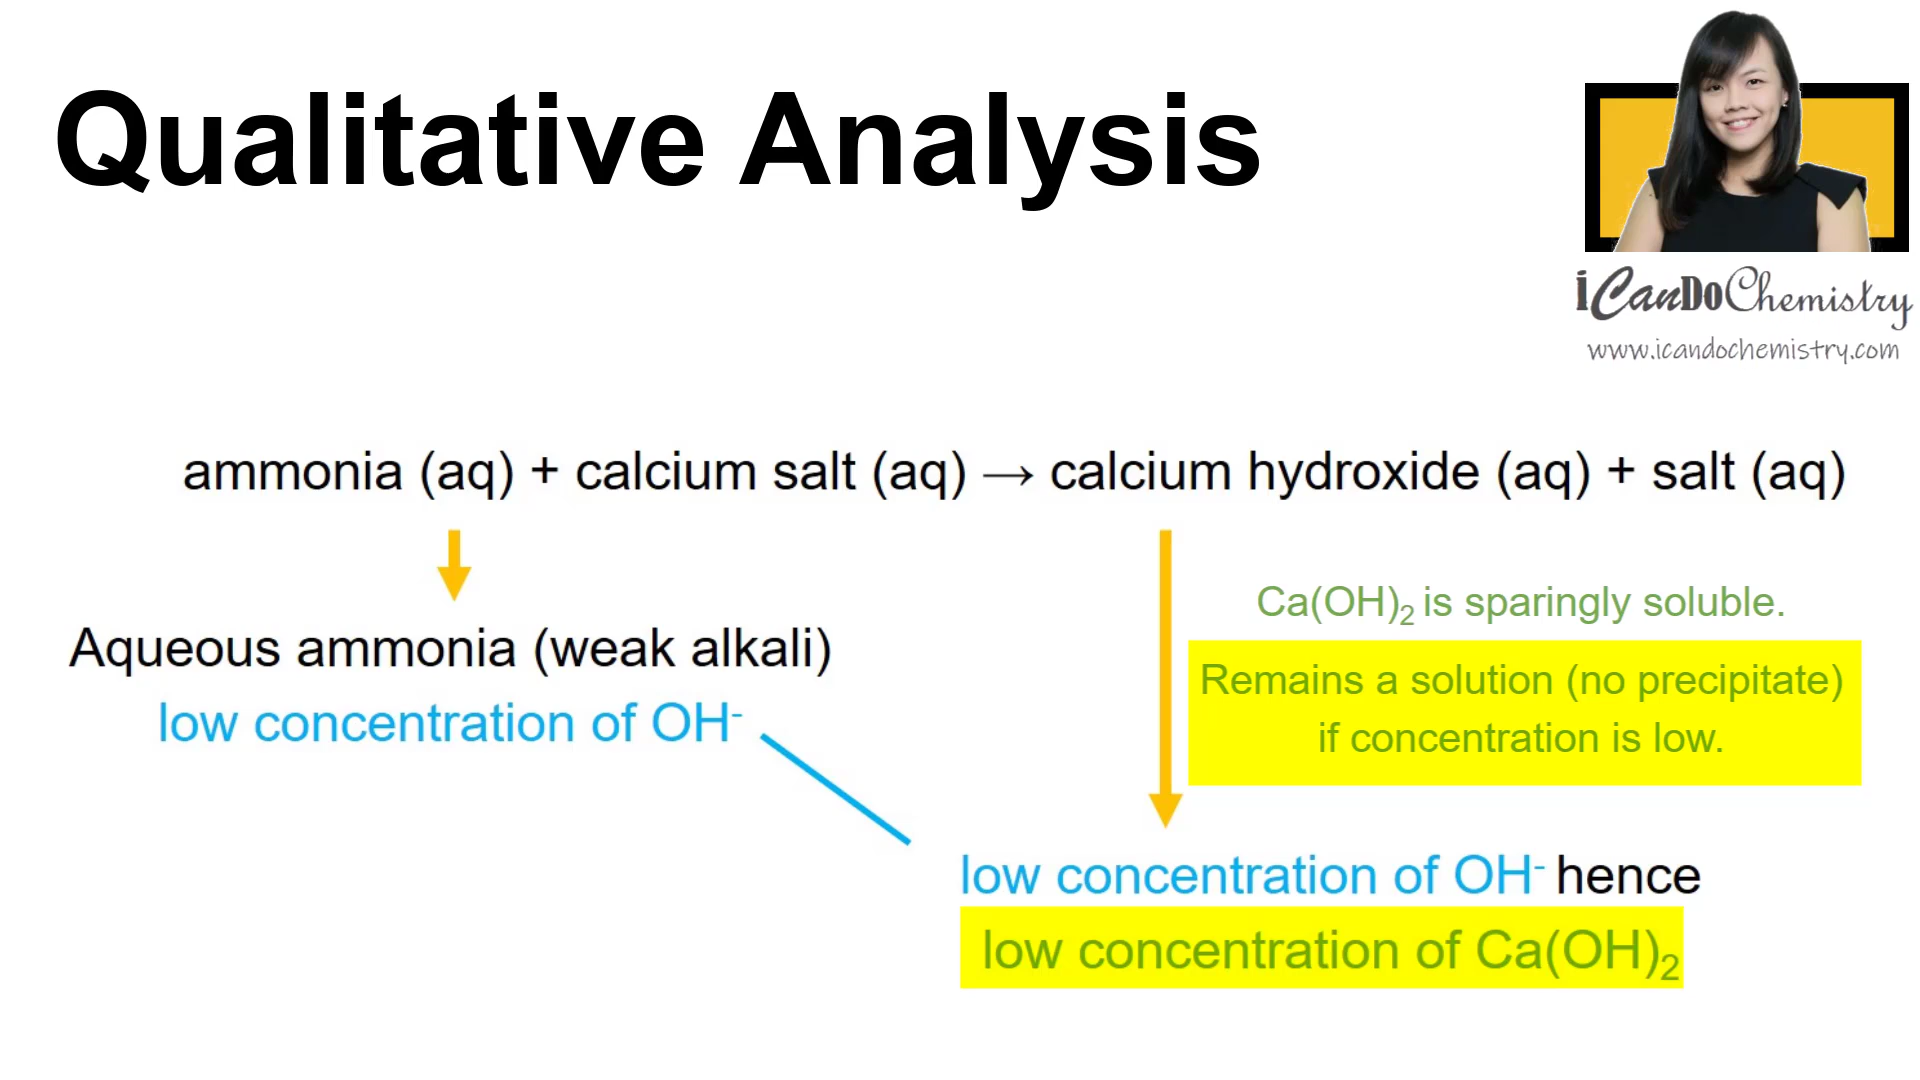 Qualitative Analysis
iCanDoChemistry
www.icandochemistry.com
ammonia (aq) + calcium salt (aq) → calcium hydroxide (aq) + salt (aq)
Aqueous ammonia (weak alkali)
low concentration of OH⁻
Ca(OH)₂ is sparingly soluble.
Remains a solution (no precipitate)
if concentration is low.
low concentration of OH⁻ hence
low concentration of Ca(OH)₂